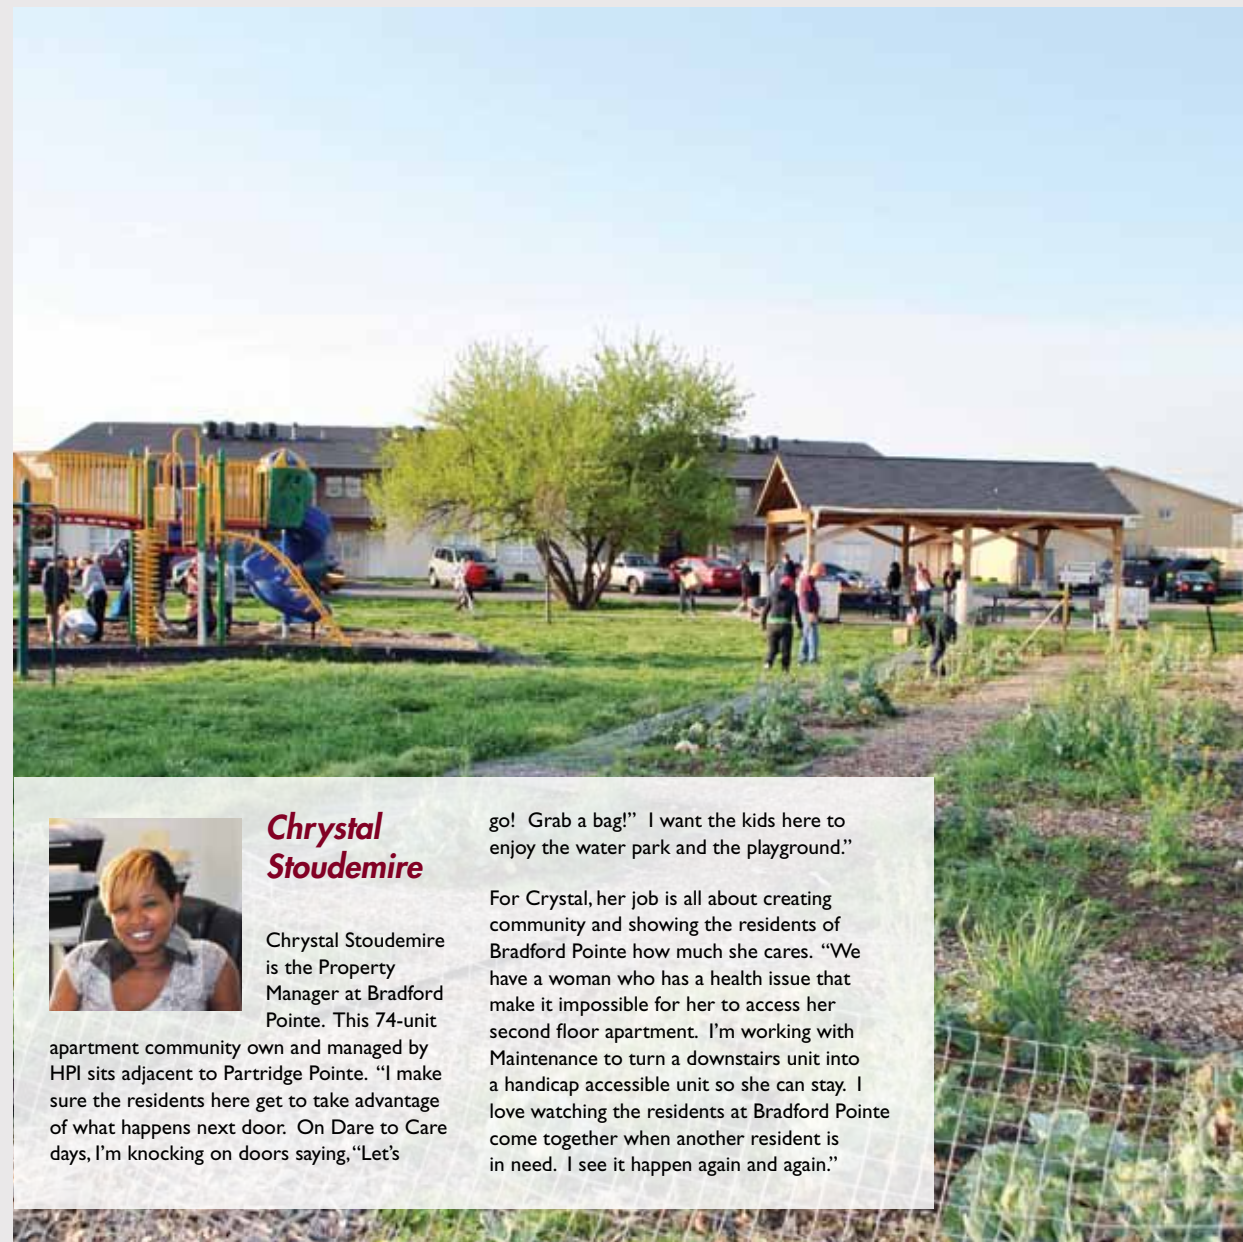 Chrystal
Stoudemire
Chrystal Stoudemire
is the Property
Manager at Bradford
Pointe. This 74-unit
apartment community own and managed by
HPI sits adjacent to Partridge Pointe. “I make
sure the residents here get to take advantage
of what happens next door. On Dare to Care
days, I’m knocking on doors saying, “Let’s
go! Grab a bag!” I want the kids here to
enjoy the water park and the playground.”
For Crystal, her job is all about creating
community and showing the residents of
Bradford Pointe how much she cares. “We
have a woman who has a health issue that
make it impossible for her to access her
second floor apartment. I’m working with
Maintenance to turn a downstairs unit into
a handicap accessible unit so she can stay. I
love watching the residents at Bradford Pointe
come together when another resident is
in need. I see it happen again and again.”